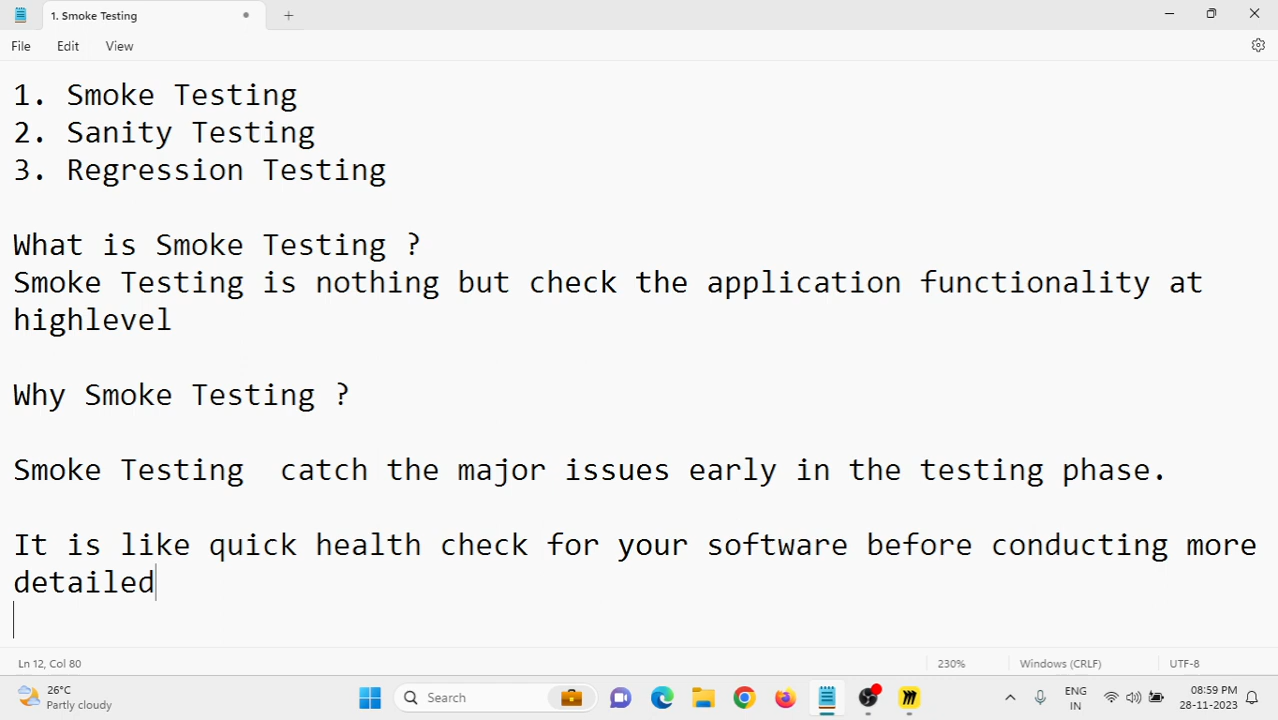 1. Smoke Testing
File Edit View
1. Smoke Testing
2. Sanity Testing
3. Regression Testing
What is Smoke Testing ?
Smoke Testing is nothing but check the application functionality at
highlevel
Why Smoke Testing ?
Smoke Testing  catch the major issues early in the testing phase.
It is like quick health check for your software before conducting more
detailed
Ln 12, Col 80 230% Windows (CRLF) UTF-8
26°C
Partly cloudy
Search
ENG
IN
08:59 PM
28-11-2023